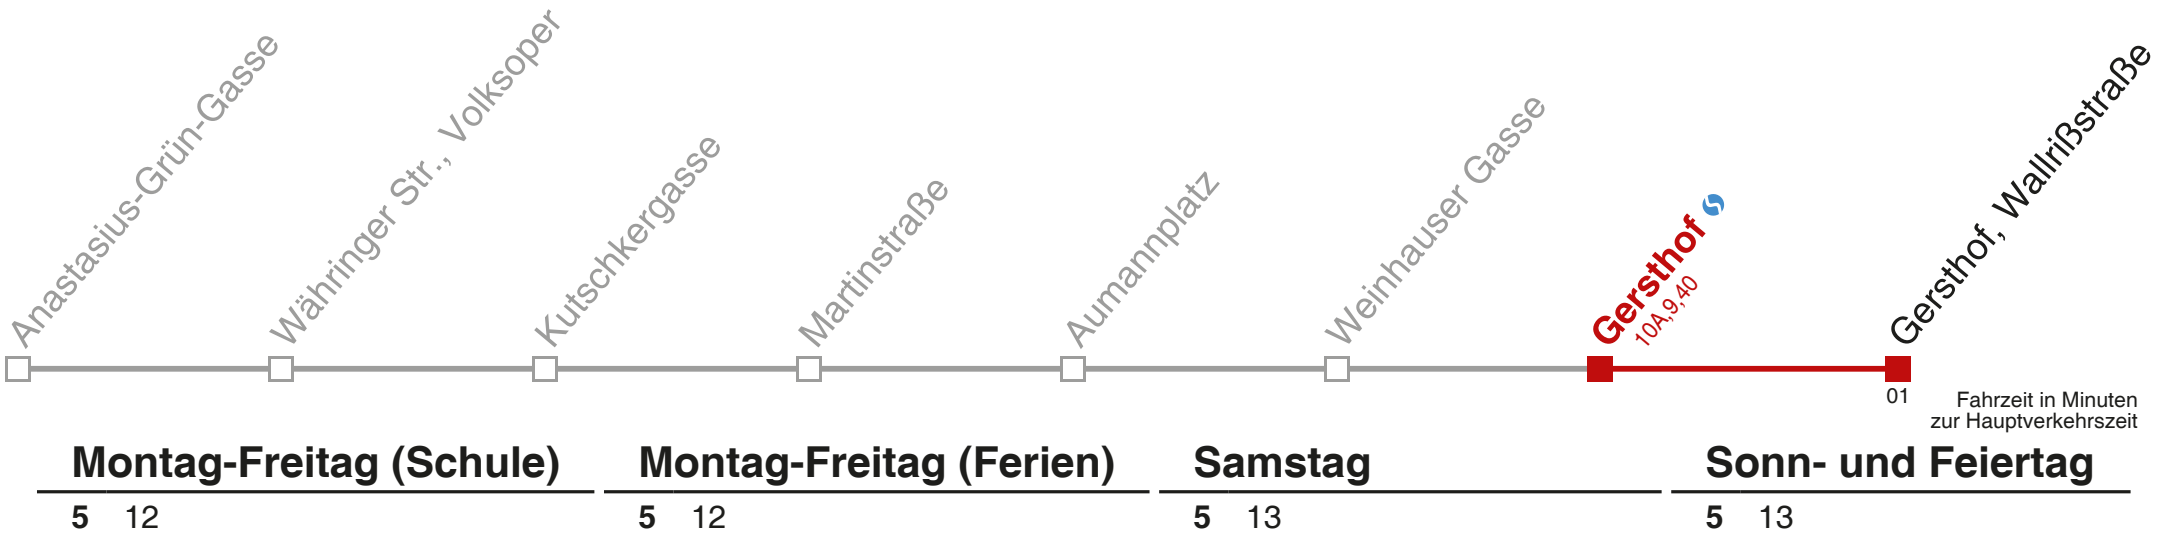 Anastasius-Grün-Gasse
Währinger Str., Volksoper
Kutschkergasse
Martinstraße
Aumannplatz
Weinhauser Gasse
Gersthof
10A,9,40
Gersthof, Wallrißstraße
01
Fahrzeit in Minuten
zur Hauptverkehrszeit
Montag-Freitag (Schule)
5 12
Montag-Freitag (Ferien)
5 12
Samstag
5 13
Sonn- und Feiertag
5 13